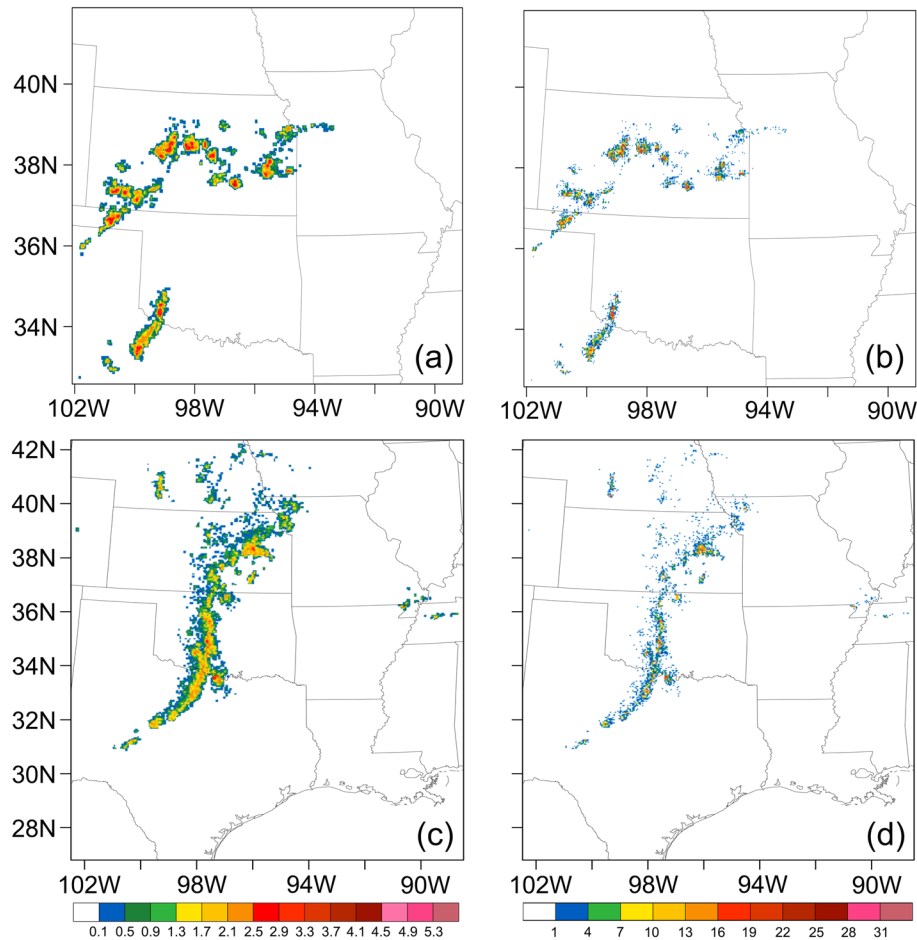 40N
38N
36N
34N
(a)
(b)
102W 98W 94W 90W
102W 98W 94W 90W
42N
40N
38N
36N
34N
32N
30N
28N
(c)
(d)
102W 98W 94W 90W
102W 98W 94W 90W
0.1 0.5 0.9 1.3 1.7 2.1 2.5 2.9 3.3 3.7 4.1 4.5 4.9 5.3
1 4 7 10 13 16 19 22 25 28 31